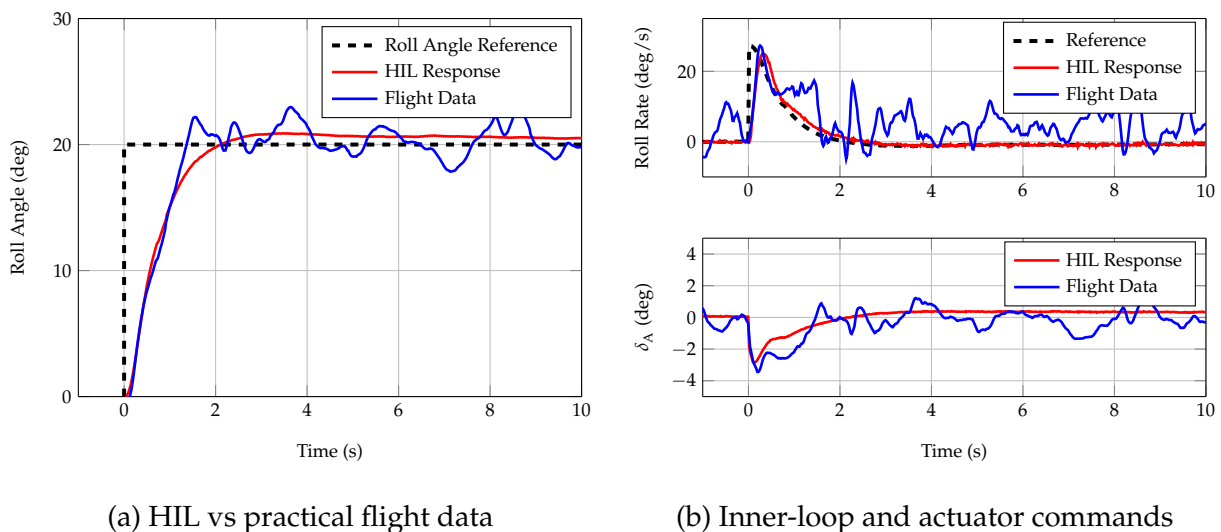 30
20
10
0
0
2
4
6
8
10
Time (s)
Roll Angle (deg)
Roll Angle Reference
HIL Response
Flight Data
(a) HIL vs practical flight data
20
0
0
2
4
6
8
10
Roll Rate (deg/s)
Reference
HIL Response
Flight Data
4
2
0
−2
−4
0
2
4
6
8
10
Time (s)
δA (deg)
HIL Response
Flight Data
(b) Inner-loop and actuator commands